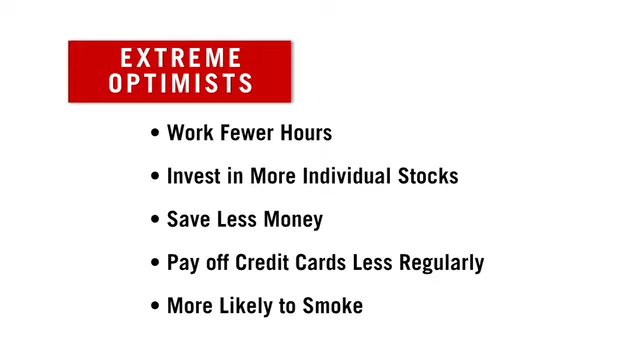 EXTREME
OPTIMISTS
• Work Fewer Hours
• Invest in More Individual Stocks
• Save Less Money
• Pay off Credit Cards Less Regularly
• More Likely to Smoke